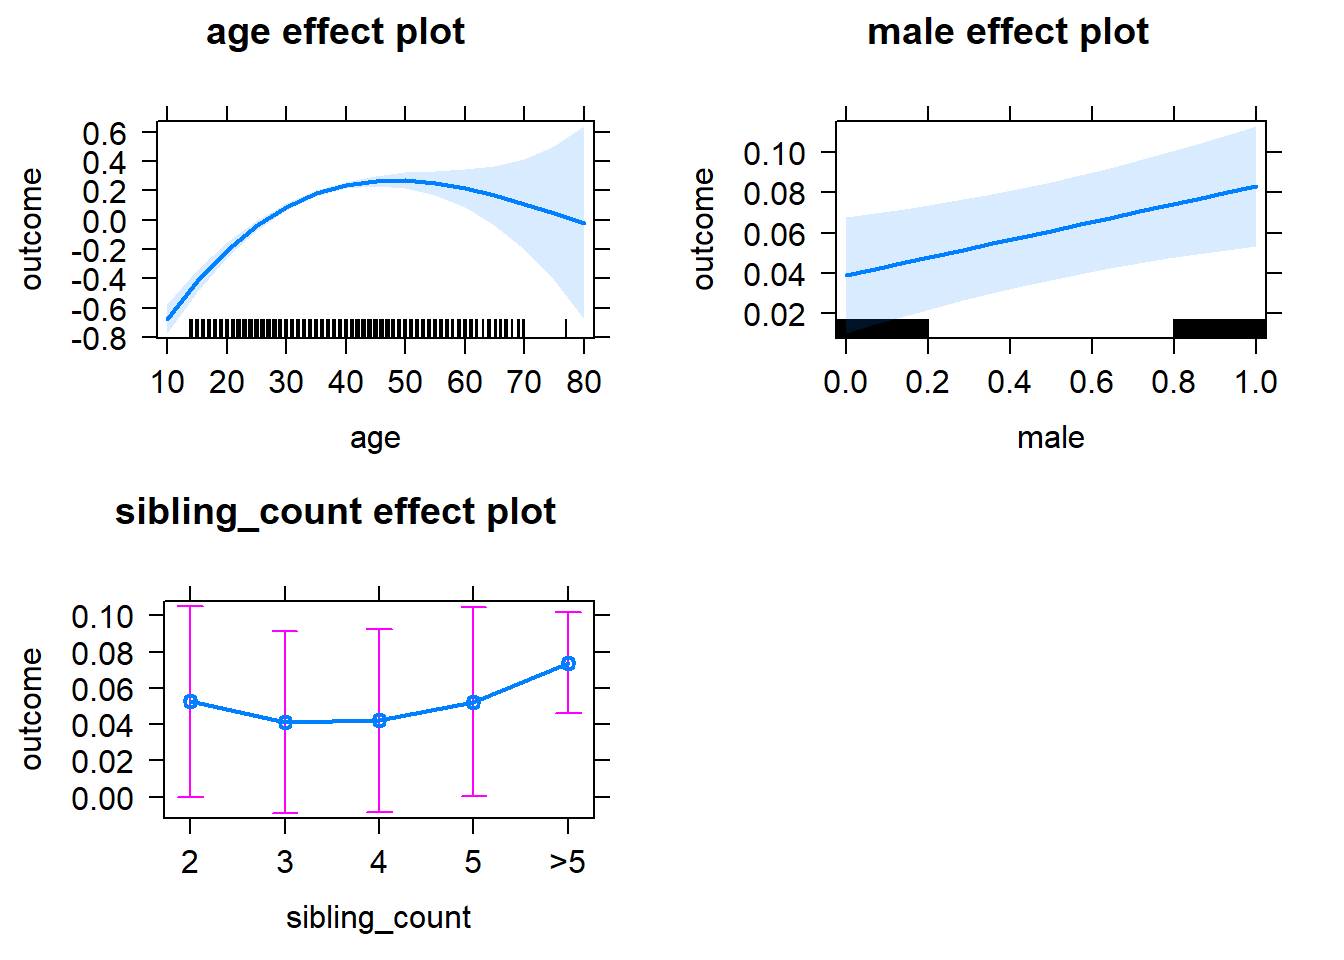 age effect plot
outcome
0.6
0.4
0.2
0.0
-0.2
-0.4
-0.6
-0.8
10 20 30 40 50 60 70 80
age
male effect plot
outcome
0.10
0.08
0.06
0.04
0.02
0.0 0.2 0.4 0.6 0.8 1.0
male
sibling_count effect plot
outcome
0.10
0.08
0.06
0.04
0.02
0.00
2 3 4 5 >5
sibling_count